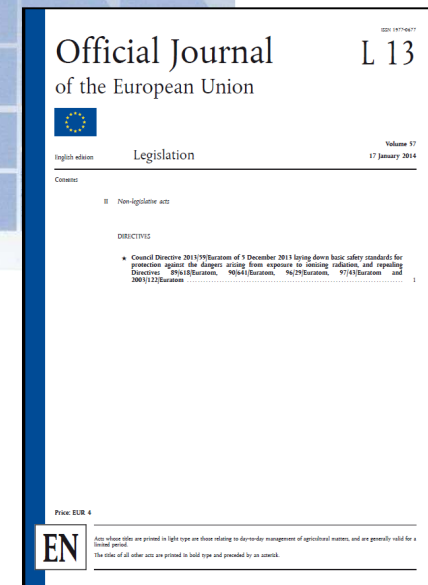 ISSN 1977-0677
Official Journal
L 13
of the European Union
Volume 57
English edition
Legislation
17 January 2014
Contents
II Non-legislative acts
DIRECTIVES
★ Council Directive 2013/59/Euratom of 5 December 2013 laying down basic safety standards for
protection against the dangers arising from exposure to ionising radiation, and repealing
Directives 89/618/Euratom, 90/641/Euratom, 96/29/Euratom, 97/43/Euratom and
2003/122/Euratom ........................................................................ 1
Price: EUR 4
EN
Acts whose titles are printed in light type are those relating to day-to-day management of agricultural matters, and are generally valid for a
limited period.
The titles of all other acts are printed in bold type and preceded by an asterisk.